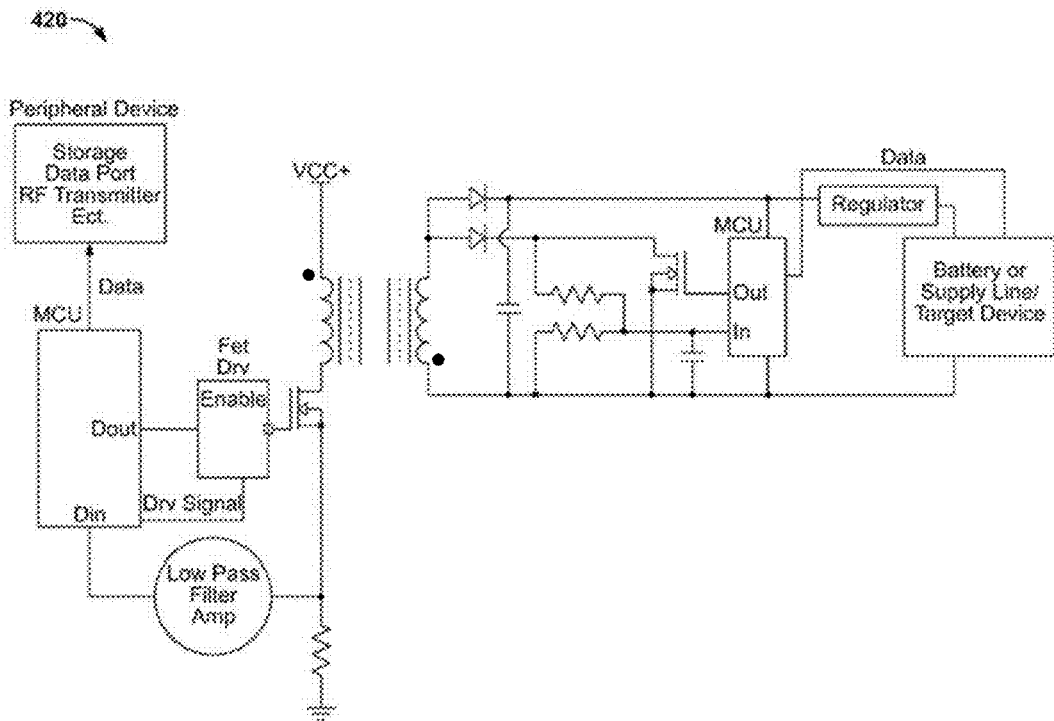 420
Peripheral Device
Storage
Data Port
RF Transmitter
Ect.
Data
MCU
Dout
Din
Drv Signal
Fet
Drv
Enable
Low Pass
Filter
Amp
VCC+
Data
MCU
Out
In
Regulator
Battery or
Supply Line/
Target Device